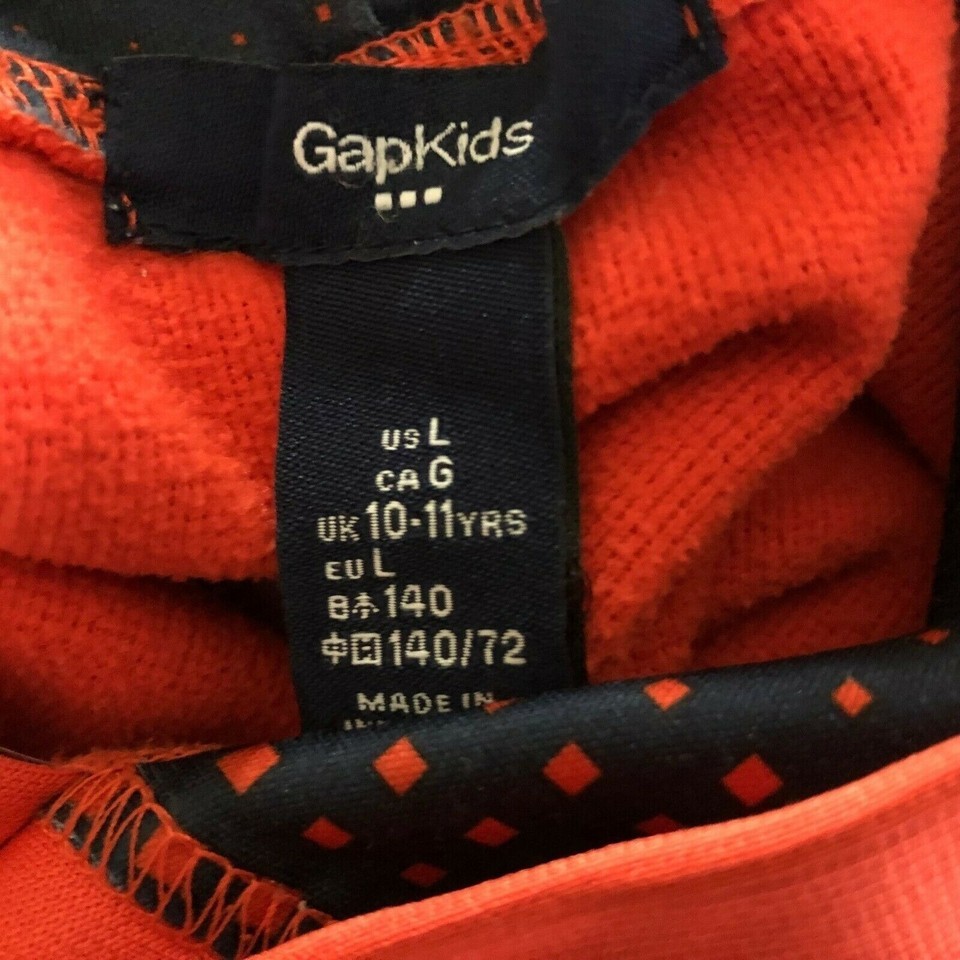 GapKids
US L
CA G
UK 10-11YRS
EU L
日本 140
中国 140/72
MADE IN